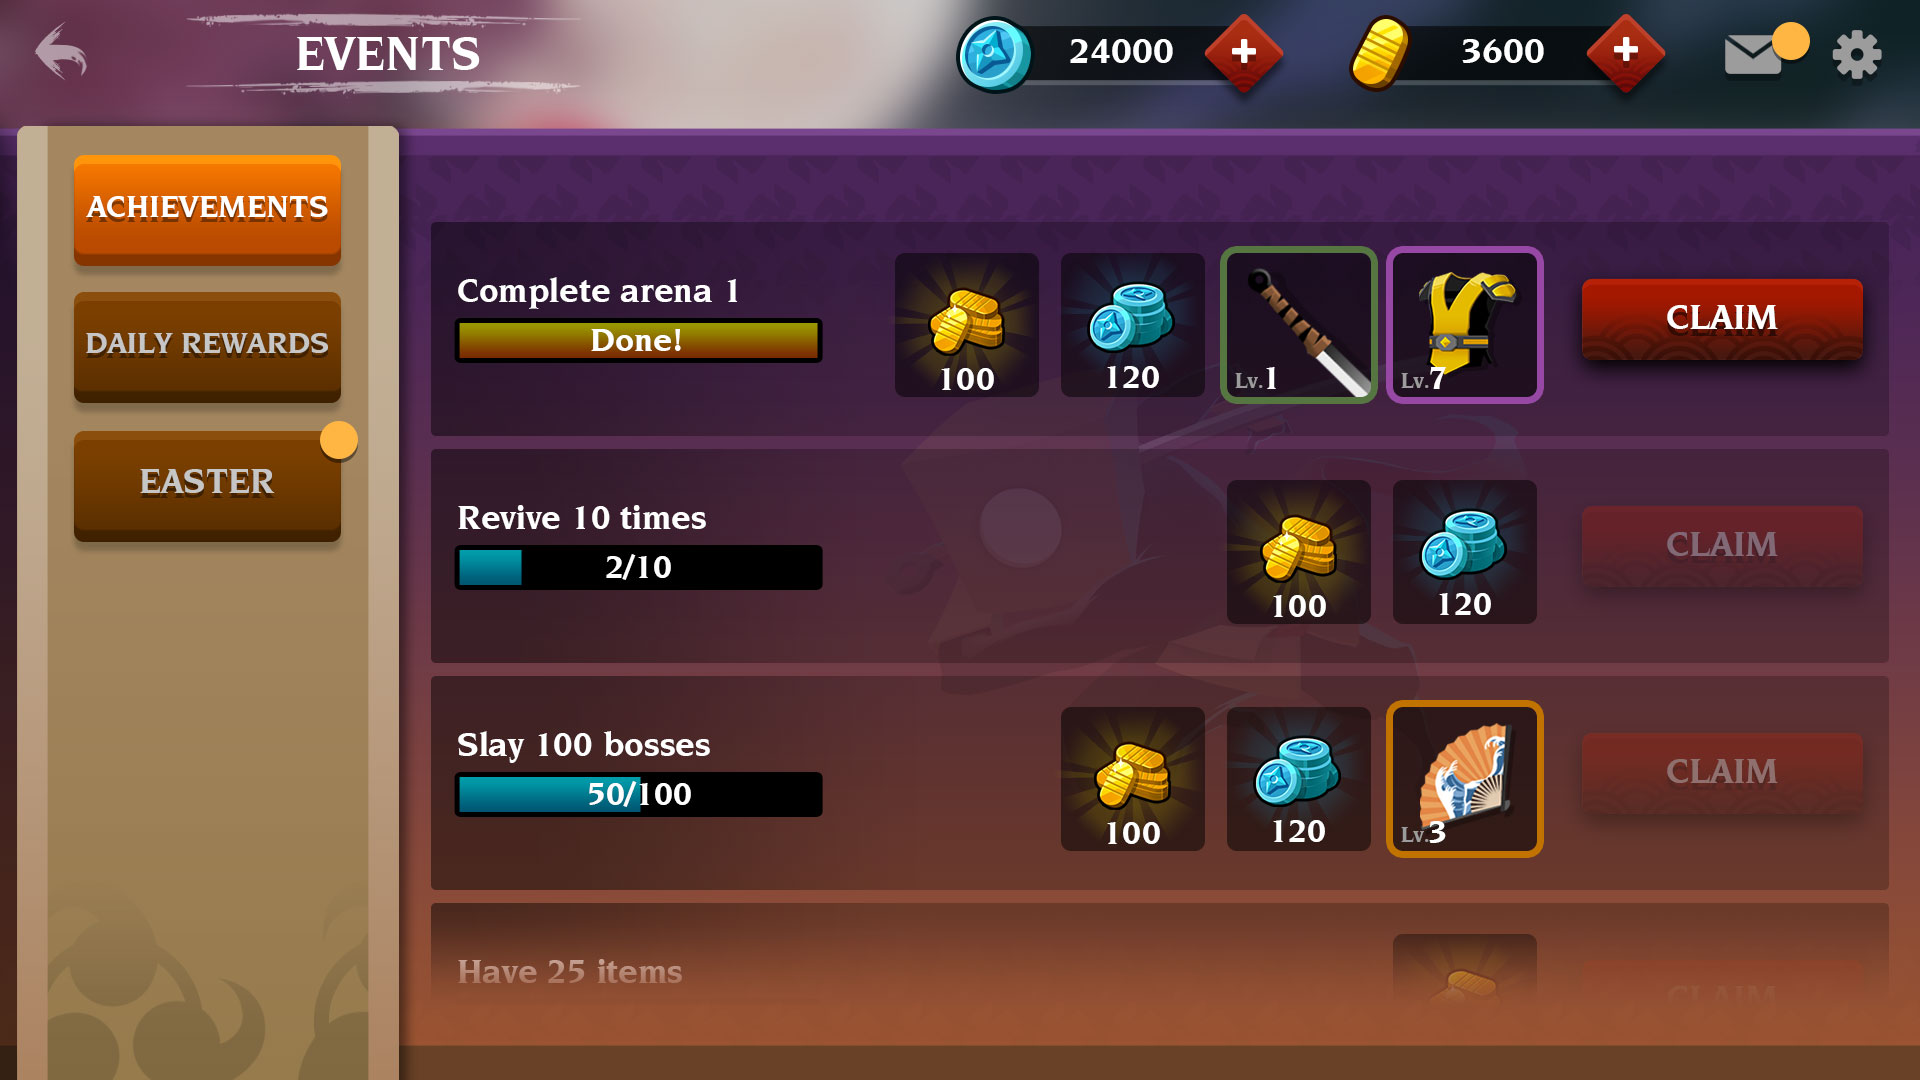 EVENTS
24000
3600
ACHIEVEMENTS
DAILY REWARDS
EASTER
Complete arena 1
Done!
100
120
Lv.1
Lv.7
CLAIM
Revive 10 times
2/10
100
120
CLAIM
Slay 100 bosses
50/100
100
120
Lv.3
CLAIM
Have 25 items
CLAIM